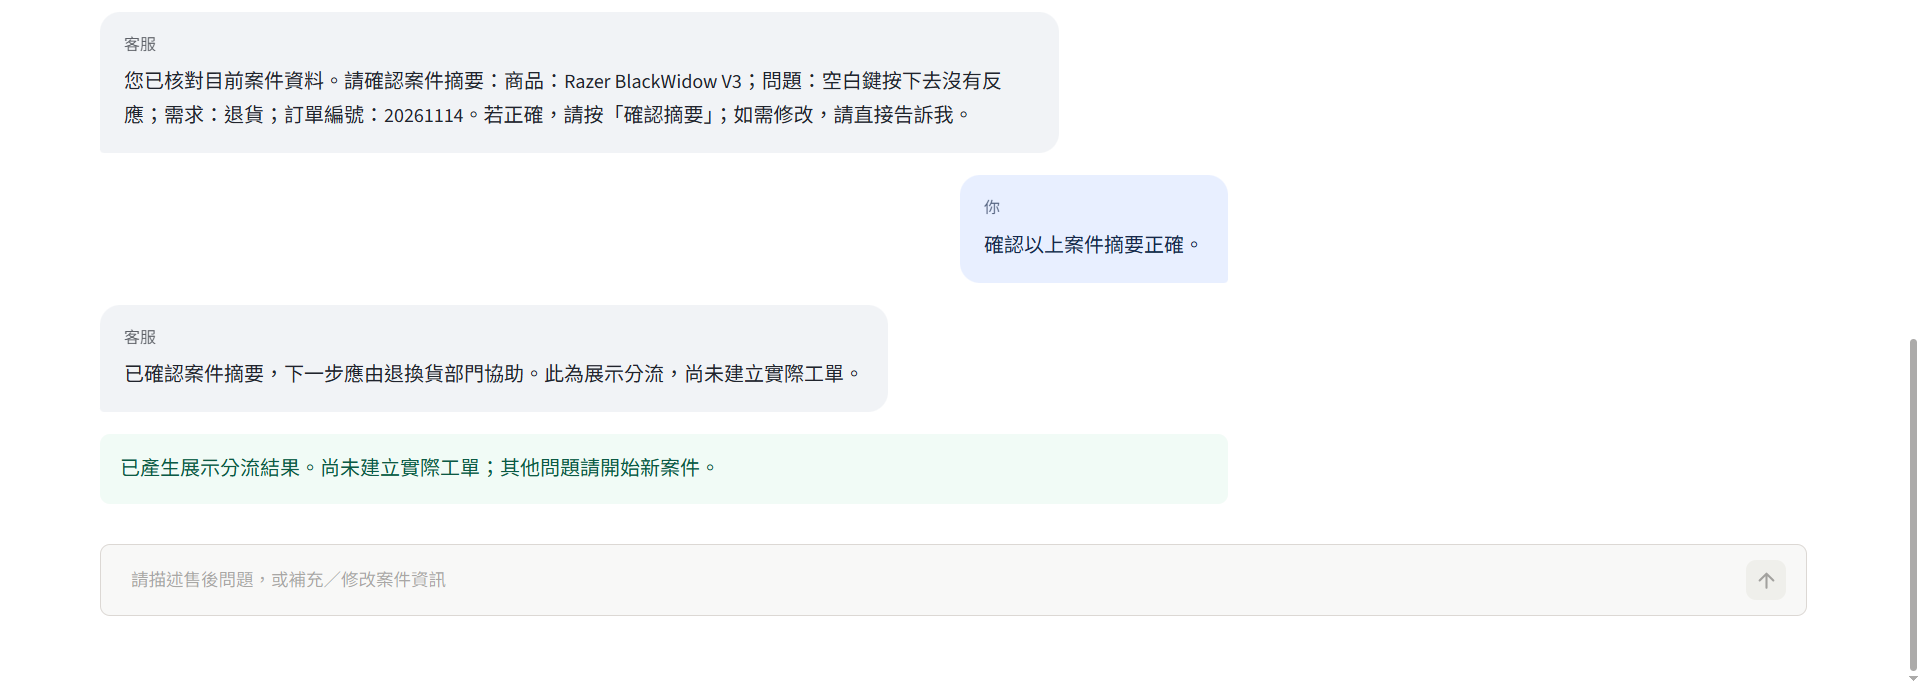 客服
您已核對目前案件資料。請確認案件摘要：商品：Razer BlackWidow V3；問題：空白鍵按下去沒有反
應；需求：退貨；訂單編號：20261114。若正確，請按「確認摘要」；如需修改，請直接告訴我。
你
確認以上案件摘要正確。
客服
已確認案件摘要，下一步應由退換貨部門協助。此為展示分流，尚未建立實際工單。
已產生展示分流結果。尚未建立實際工單；其他問題請開始新案件。
請描述售後問題，或補充／修改案件資訊